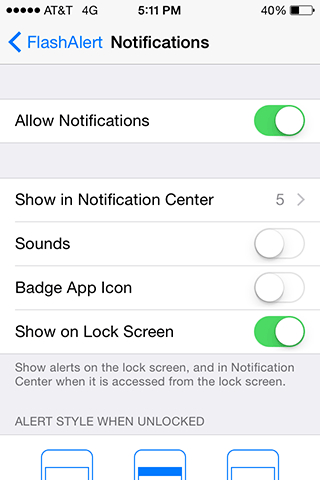 AT&T 4G 5:11 PM 40%
FlashAlert Notifications
Allow Notifications
Show in Notification Center 5
Sounds
Badge App Icon
Show on Lock Screen
Show alerts on the lock screen, and in Notification
Center when it is accessed from the lock screen.
ALERT STYLE WHEN UNLOCKED